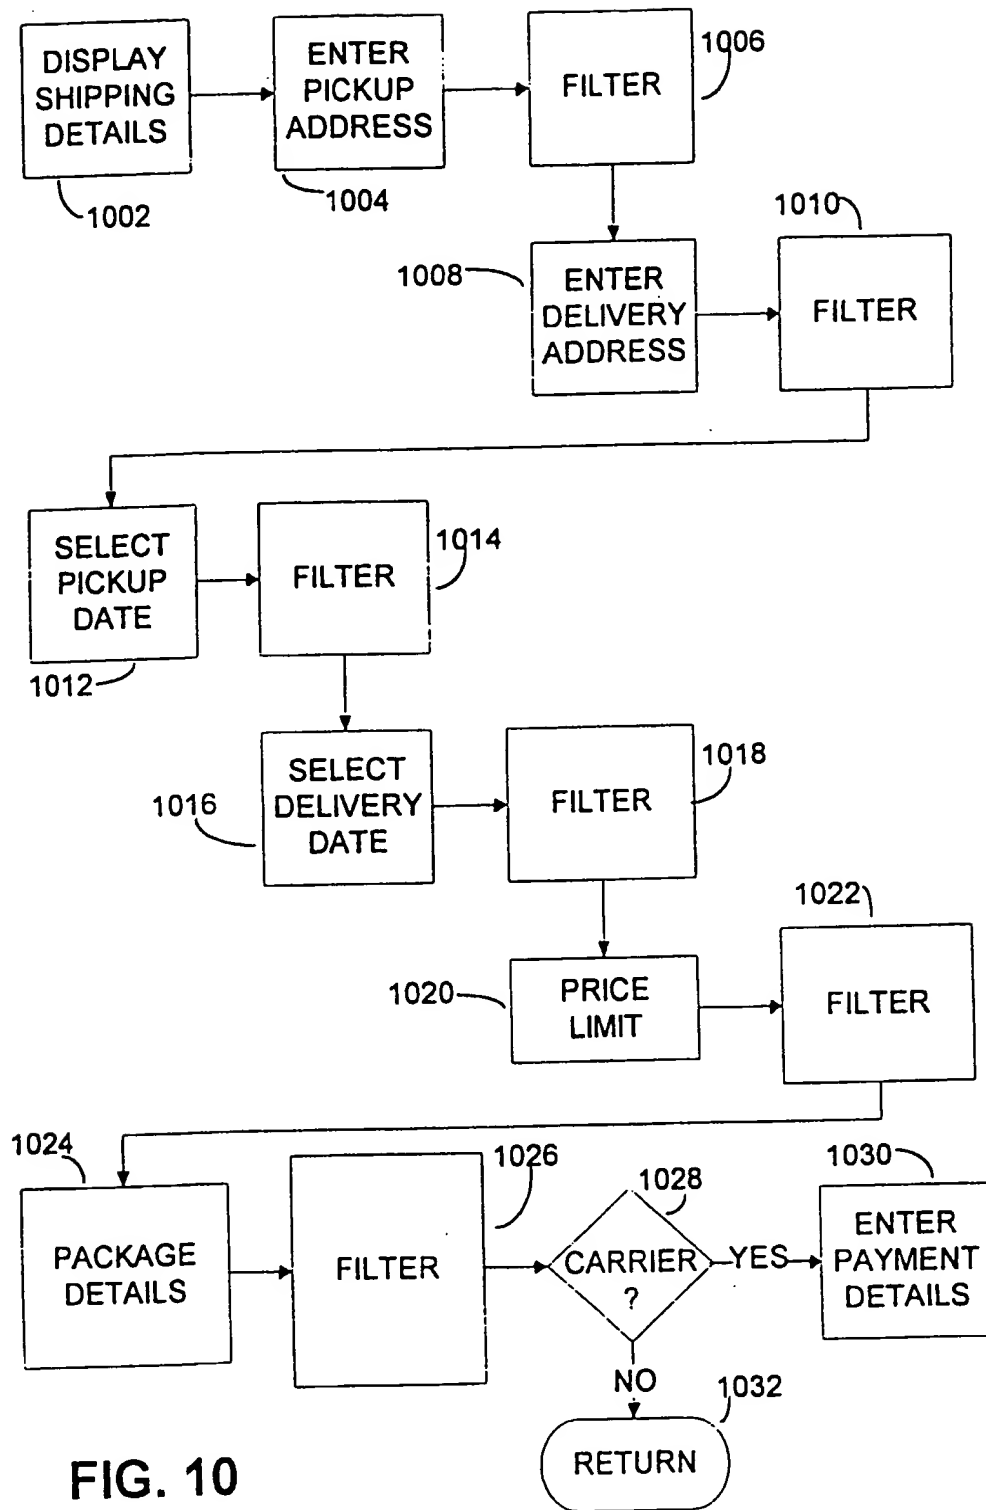 DISPLAY
SHIPPING
DETAILS
1002
ENTER
PICKUP
ADDRESS
1004
FILTER
1006
1008
ENTER
DELIVERY
ADDRESS
1010
FILTER
SELECT
PICKUP
DATE
1012
FILTER
1014
1016
SELECT
DELIVERY
DATE
FILTER
1018
1020
PRICE
LIMIT
1022
FILTER
1024
PACKAGE
DETAILS
FILTER
1026
CARRIER
?
1028
YES
1030
ENTER
PAYMENT
DETAILS
NO
1032
RETURN
FIG. 10